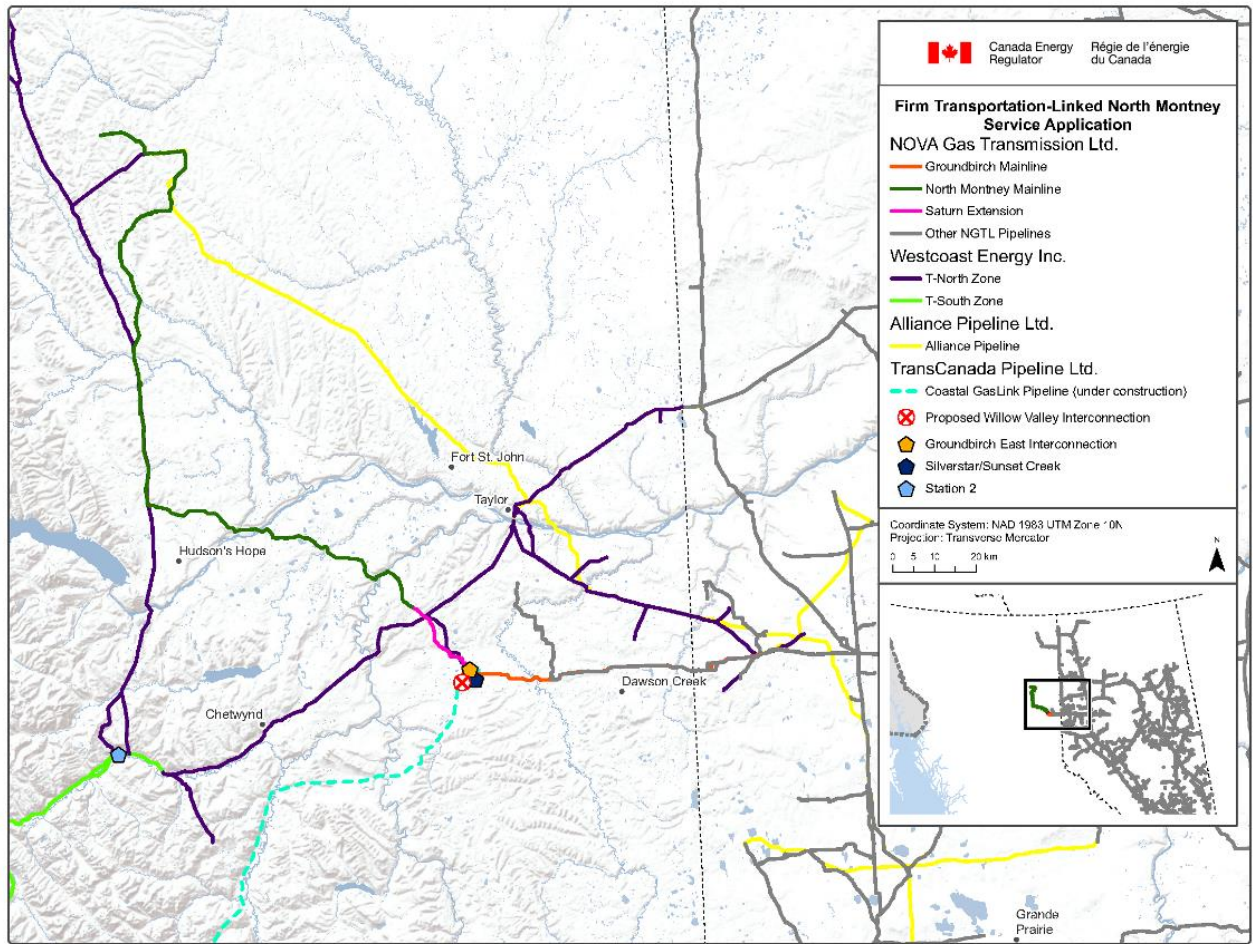 Canada Energy Regulator
Régie de l'énergie du Canada
Firm Transportation-Linked North Montney
Service Application
NOVA Gas Transmission Ltd.
Groundbirch Mainline
North Montney Mainline
Saturn Extension
Other NGTL Pipelines
Westcoast Energy Inc.
T-North Zone
T-South Zone
Alliance Pipeline Ltd.
Alliance Pipeline
TransCanada Pipeline Ltd.
Coastal GasLink Pipeline (under construction)
Proposed Willow Valley Interconnection
Groundbirch East Interconnection
Silverstar/Sunset Creek
Station 2
Coordinate System: NAD 1983 UTM Zone 10N
Projection: Transverse Mercator
0 5 10 20 km
N
Fort St. John
Taylor
Hudson's Hope
Dawson Creek
Chetwynd
Grande
Prairie